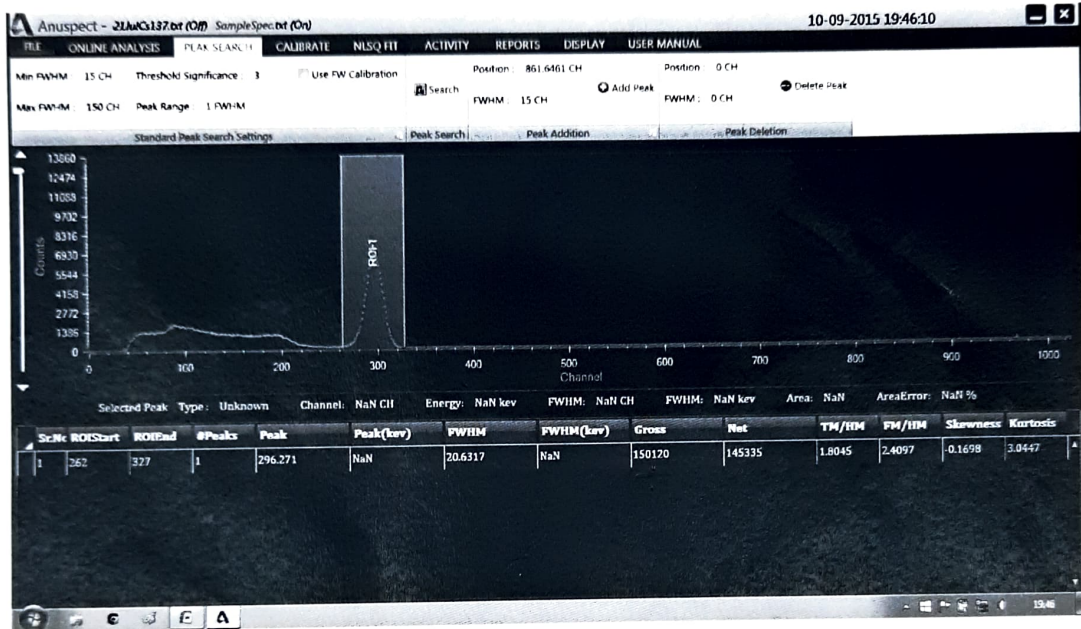 Anuspect - 2LJuICs137.txt (Off) SampleSpec.txt (On) 10-09-2015 19:46:10
FILE ONLINE ANALYSIS PEAK SEARCH CALIBRATE NLSQ FIT ACTIVITY REPORTS DISPLAY USER MANUAL
Min FWHM : 15 CH Threshold Significance : 3 Use FW Calibration Position : 861.6461 CH Position : 0 CH
Search Add Peak Delete Peak
Max FWHM : 150 CH Peak Range : 1 FWHM FWHM : 15 CH FWHM : 0 CH
Standard Peak Search Settings Peak Search Peak Addition Peak Deletion
13860
12474
11088
9702
8316
6930
5544
4158
2772
1386
0
Counts
ROI-1
0 100 200 300 400 500 600 700 800 900 1000
Channel
Selected Peak Type : Unknown Channel: NaN CH Energy: NaN kev FWHM: NaN CH FWHM: NaN kev Area: NaN AreaError: NaN %
Sr.Nc ROIStart ROIEnd #Peaks Peak Peak(kev) FWHM FWHM(kev) Gross Net TM/HM FM/HM Skewness Kurtosis
1 262 327 1 296.271 NaN 20.6317 NaN 150120 145335 1.8045 2.4097 -0.1698 3.0447
19:46